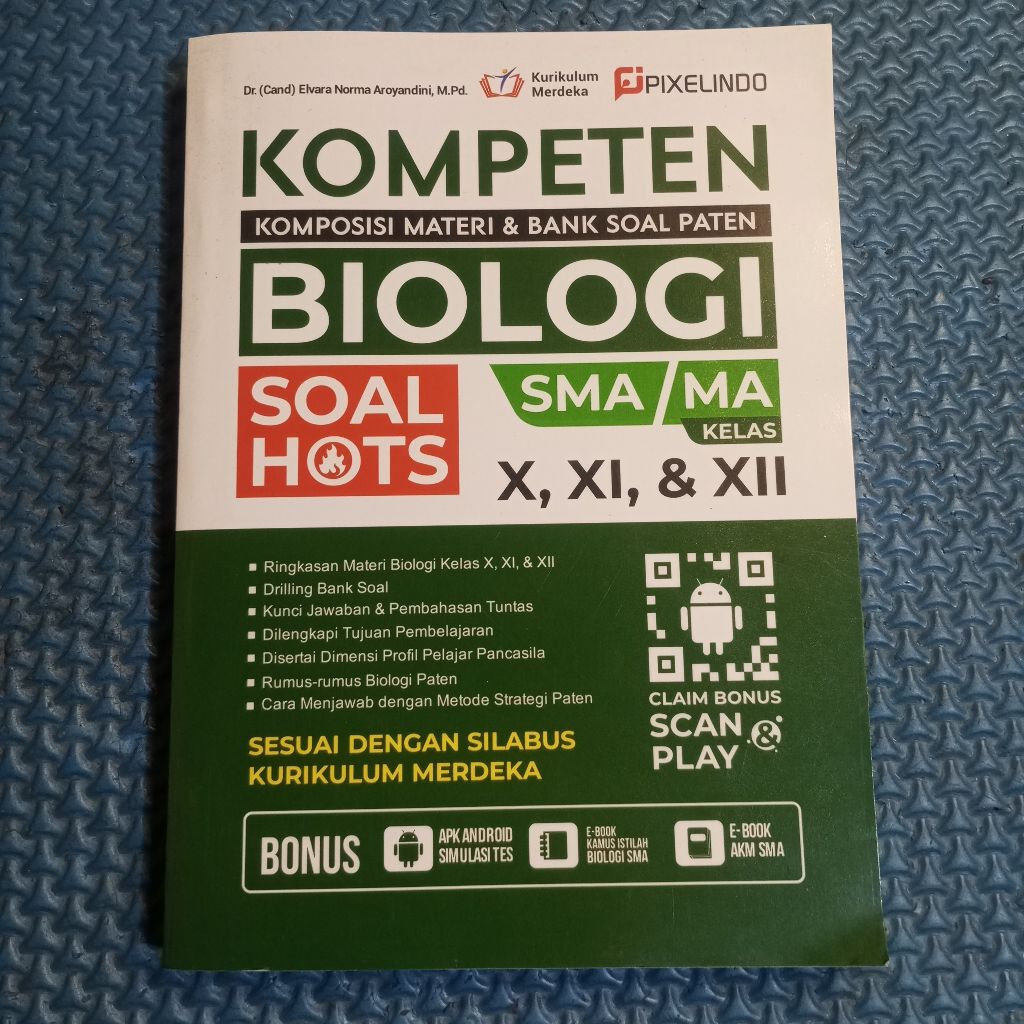 Dr. (Cand) Elvara Norma Aroyandini, M.Pd.
Kurikulum
Merdeka
PIXELINDO
KOMPETEN
KOMPOSISI MATERI & BANK SOAL PATEN
BIOLOGI
SOAL
HOTS
SMA/MA
KELAS
X, XI, & XII
▪ Ringkasan Materi Biologi Kelas X, XI, & XII
▪ Drilling Bank Soal
▪ Kunci Jawaban & Pembahasan Tuntas
▪ Dilengkapi Tujuan Pembelajaran
▪ Disertai Dimensi Profil Pelajar Pancasila
▪ Rumus-rumus Biologi Paten
▪ Cara Menjawab dengan Metode Strategi Paten
SESUAI DENGAN SILABUS
KURIKULUM MERDEKA
CLAIM BONUS
SCAN &
PLAY
BONUS
APK ANDROID
SIMULASI TES
E-BOOK
KAMUS ISTILAH
BIOLOGI SMA
E-BOOK
AKM SMA